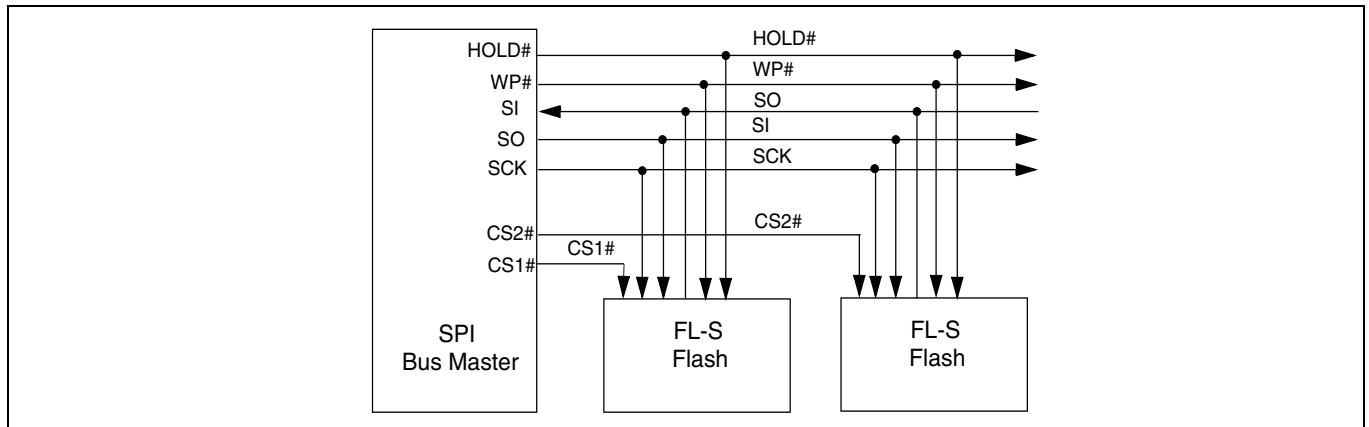 HOLD# HOLD#
WP# WP#
SI SO
SO SI
SCK SCK
CS2# CS2#
CS1# CS1#
SPI
Bus Master
FL-S
Flash
FL-S
Flash